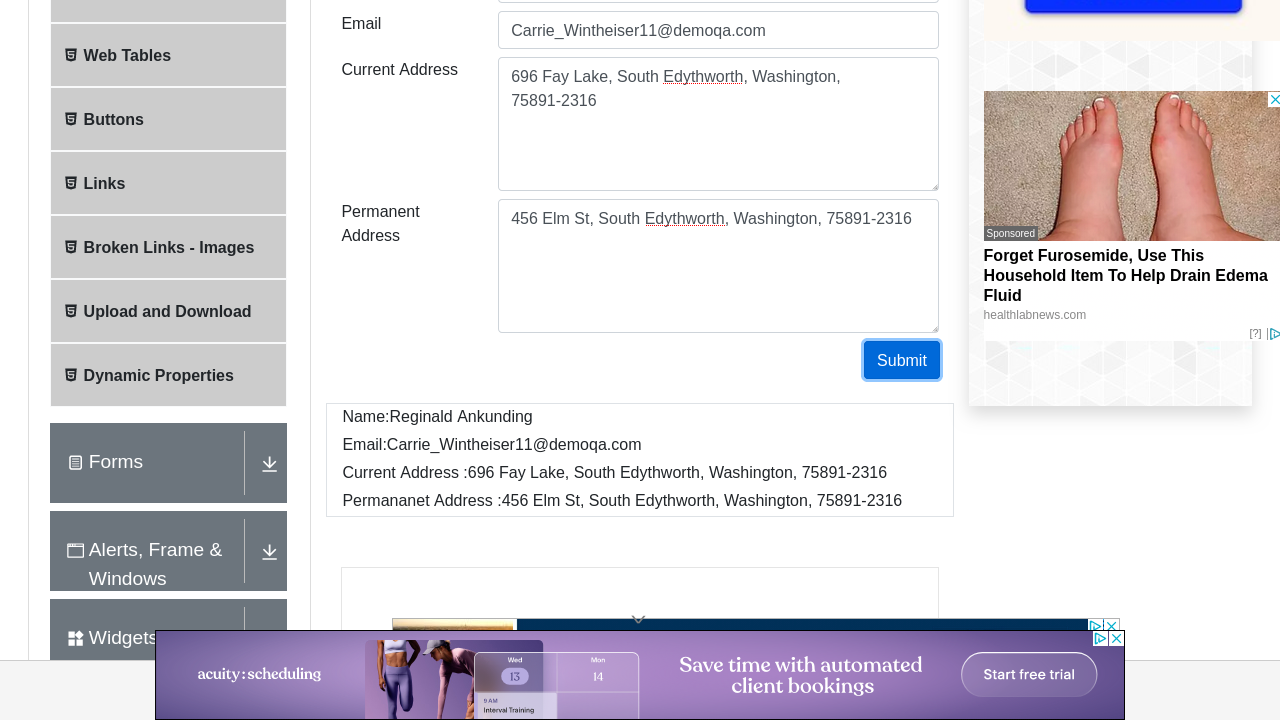 Web Tables
Buttons
Links
Broken Links - Images
Upload and Download
Dynamic Properties
Forms
Alerts, Frame &
Windows
Widgets
Email
Carrie_Wintheiser11@demoqa.com
Current Address
696 Fay Lake, South Edythworth, Washington,
75891-2316
Permanent
Address
456 Elm St, South Edythworth, Washington, 75891-2316
Submit
Name:Reginald Ankunding
Email:Carrie_Wintheiser11@demoqa.com
Current Address :696 Fay Lake, South Edythworth, Washington, 75891-2316
Permananet Address :456 Elm St, South Edythworth, Washington, 75891-2316
Sponsored
Forget Furosemide, Use This
Household Item To Help Drain Edema
Fluid
healthlabnews.com
[?]
acuity:scheduling
Wed
13
Mon
14
9 AM
Interval Training
Save time with automated
client bookings
Start free trial